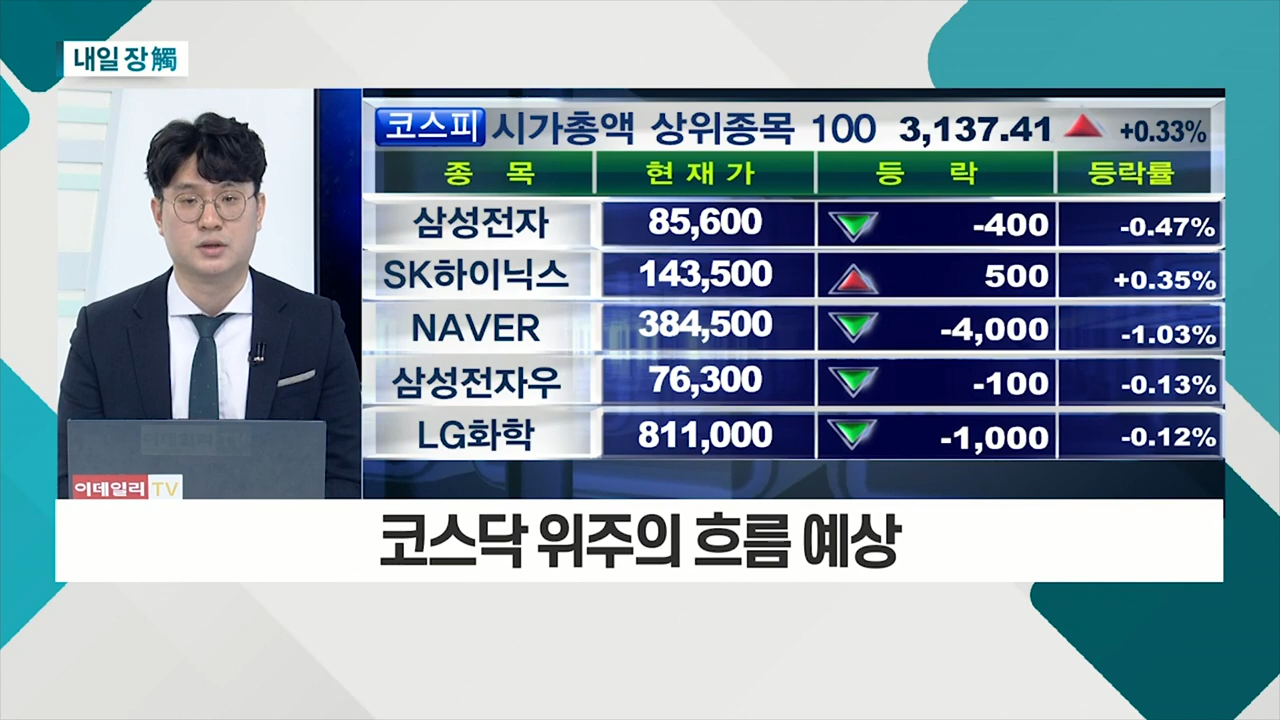 내일 장 觸
코스피 시가총액 상위종목 100 3,137.41 ▲ +0.33%
종 목 현 재 가 등 락 등락률
삼성전자 85,600 ▼ -400 -0.47%
SK하이닉스 143,500 ▲ 500 +0.35%
NAVER 384,500 ▼ -4,000 -1.03%
삼성전자우 76,300 ▼ -100 -0.13%
LG화학 811,000 ▼ -1,000 -0.12%
이데일리 TV
코스닥 위주의 흐름 예상